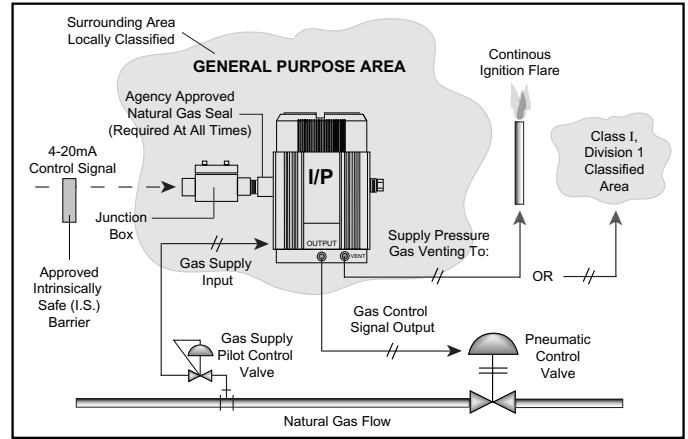 Surrounding Area
Locally Classified
GENERAL PURPOSE AREA
Agency Approved
Natural Gas Seal
(Required At All Times)
4-20mA
Control Signal
Junction
Box
Approved
Intrinsically
Safe (I.S.)
Barrier
I/P
OUTPUT
VENT
Gas Supply
Input
Continous
Ignition Flare
Class I,
Division 1
Classified
Area
Supply Pressure
Gas Venting To:
OR
Gas Control
Signal Output
Gas Supply
Pilot Control
Valve
Pneumatic
Control
Valve
Natural Gas Flow